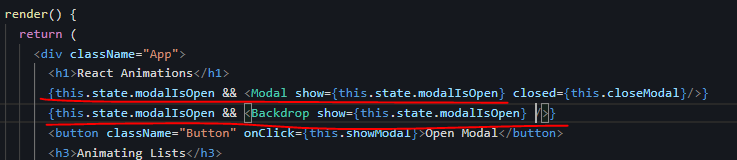 render() {
return (
<div className="App">
<h1>React Animations</h1>
{this.state.modalIsOpen && <Modal show={this.state.modalIsOpen} closed={this.closeModal}/>}
{this.state.modalIsOpen && <Backdrop show={this.state.modalIsOpen} />}
<button className="Button" onClick={this.showModal}>Open Modal</button>
<h3>Animating Lists</h3>